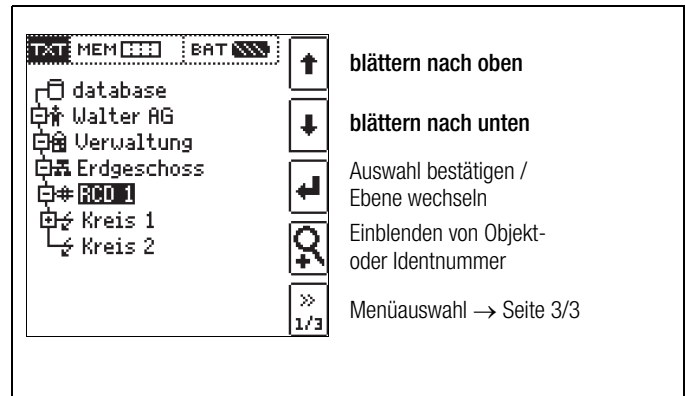 TXT MEM BAT
database
Walter AG
Verwaltung
Erdgeschoss
RCD 1
Kreis 1
Kreis 2
1/3
blättern nach oben
blättern nach unten
Auswahl bestätigen /
Ebene wechseln
Einblenden von Objekt-
oder Identnummer
Menüauswahl → Seite 3/3